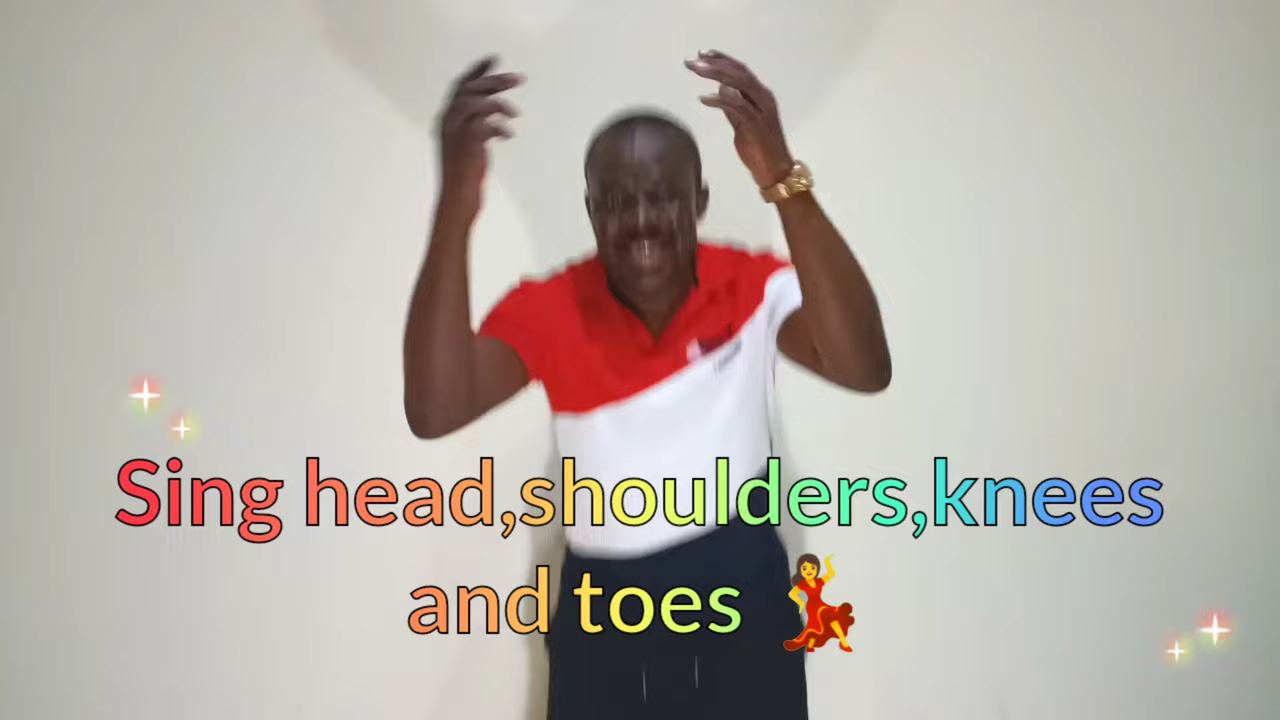 Sing head,shoulders,knees
and toes 💃